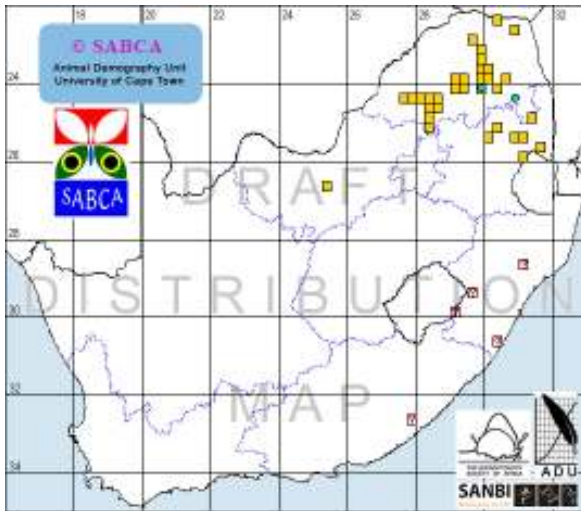 18 20 22 24 26 28 30 32
© SABCA
Animal Demography Unit
University of Cape Town
24
SABCA
26
DRAFT
28
DISTRIBUTION
30
32
MAP
34
ADU
SANBI